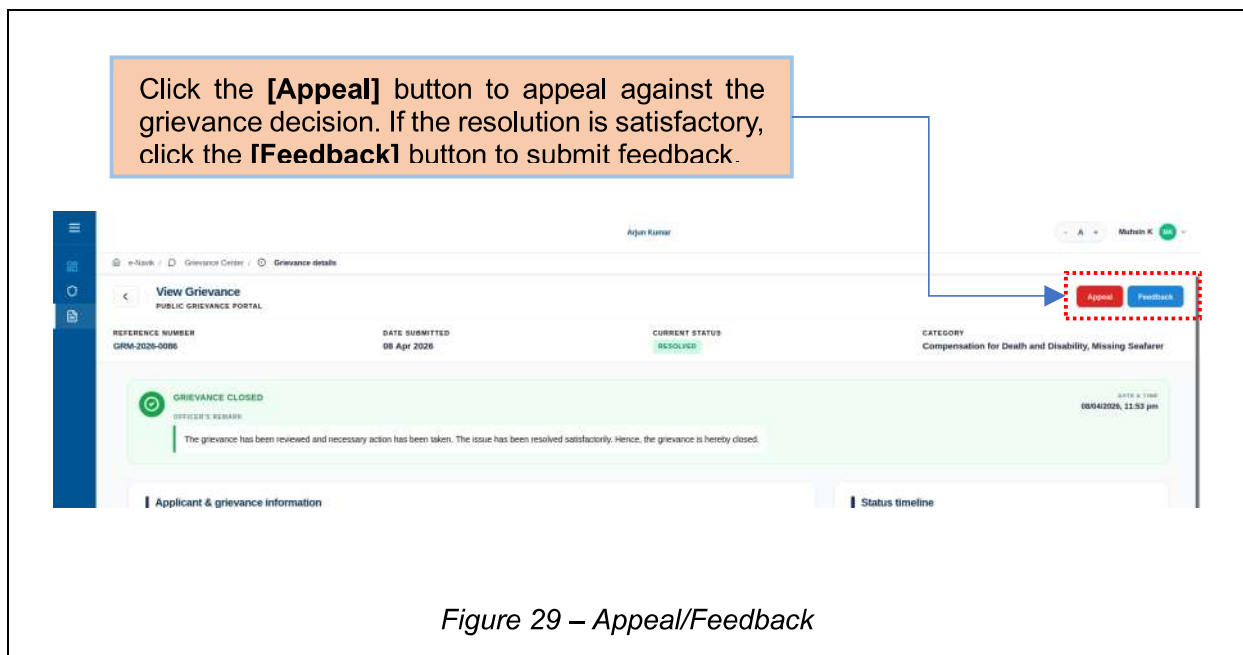 Click the [Appeal] button to appeal against the
grievance decision. If the resolution is satisfactory,
click the [Feedback] button to submit feedback.
Arjun Kumar
- A +
Muhsin K
MK
e-Navik / Grievance Center / Grievance details
View Grievance
PUBLIC GRIEVANCE PORTAL
Appeal
Feedback
REFERENCE NUMBER
GRM-2026-0086
DATE SUBMITTED
08 Apr 2026
CURRENT STATUS
RESOLVED
CATEGORY
Compensation for Death and Disability, Missing Seafarer
GRIEVANCE CLOSED
OFFICER'S REMARK
DATE & TIME
08/04/2026, 11:53 pm
The grievance has been reviewed and necessary action has been taken. The issue has been resolved satisfactorily. Hence, the grievance is hereby closed.
Applicant & grievance information
Status timeline
Figure 29 – Appeal/Feedback